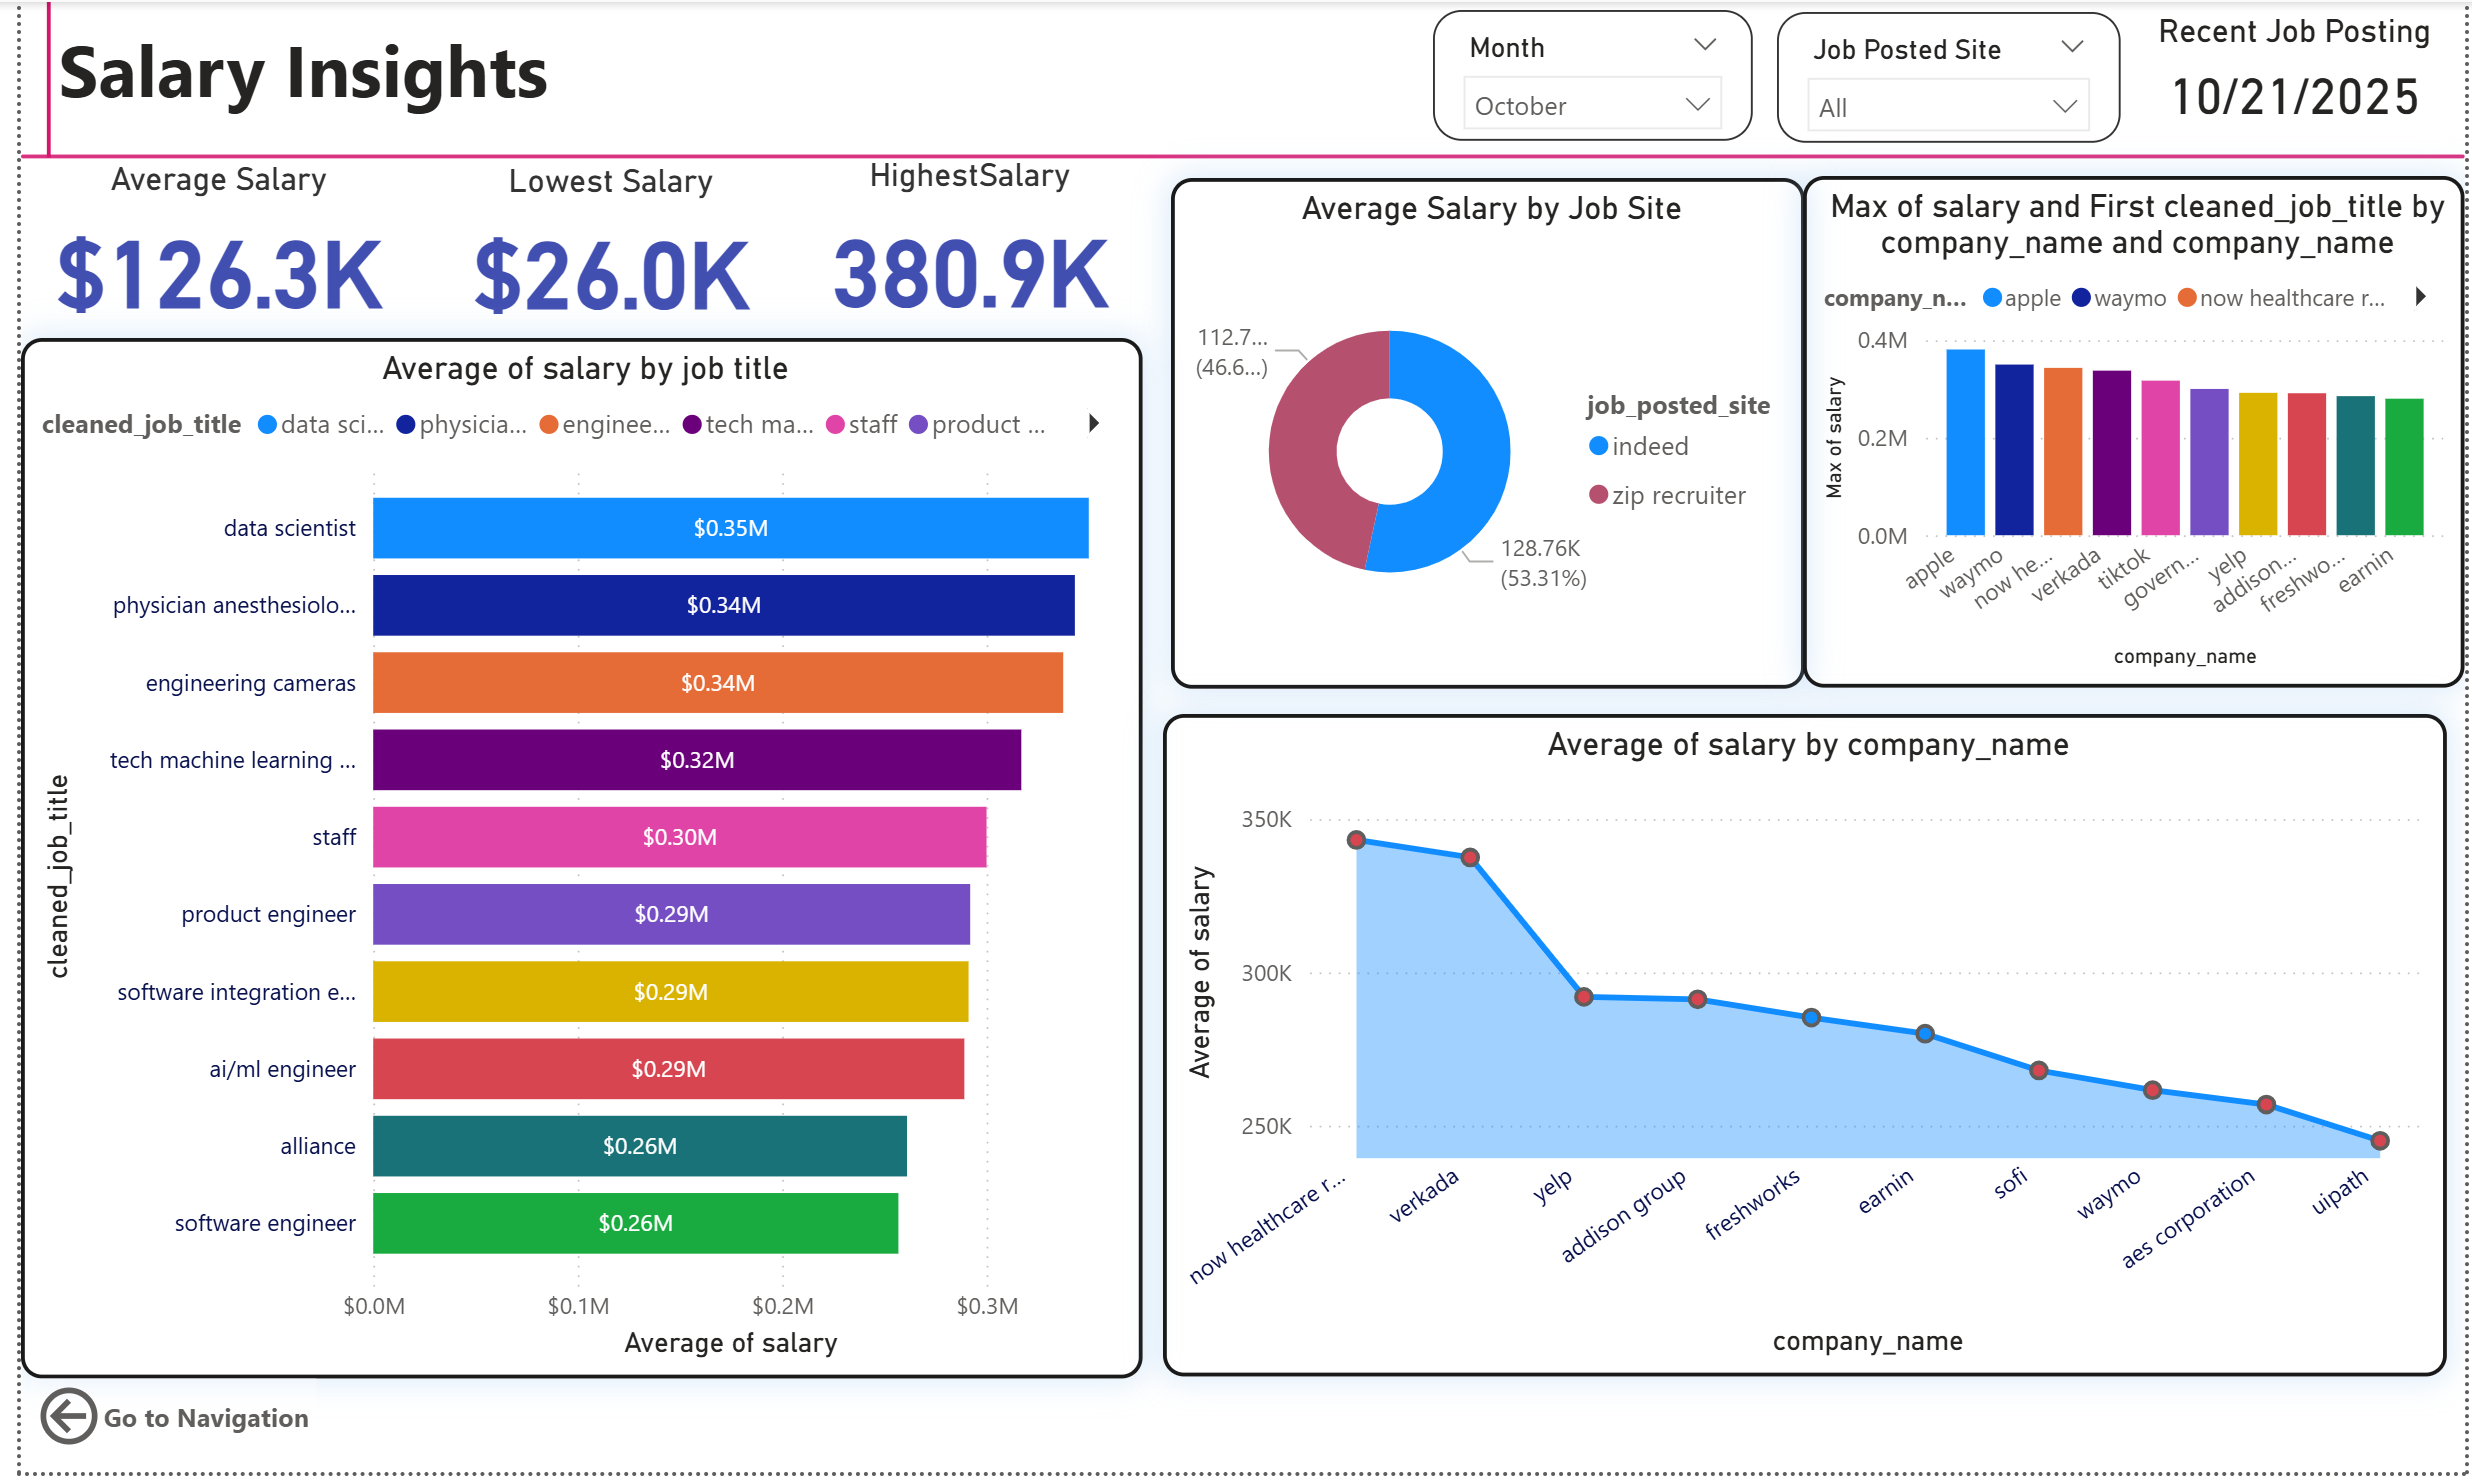 Salary Insights
Month
October
Job Posted Site
All
Recent Job Posting
10/21/2025
Average Salary
$126.3K
Lowest Salary
$26.0K
HighestSalary
380.9K
Average of salary by job title
cleaned_job_title data sci... physicia... enginee... tech ma... staff product ...
cleaned_job_title
data scientist $0.35M
physician anesthesiolo... $0.34M
engineering cameras $0.34M
tech machine learning ... $0.32M
staff $0.30M
product engineer $0.29M
software integration e... $0.29M
ai/ml engineer $0.29M
alliance $0.26M
software engineer $0.26M
$0.0M $0.1M $0.2M $0.3M
Average of salary
Average Salary by Job Site
112.7...
(46.6...)
128.76K
(53.31%)
job_posted_site
indeed
zip recruiter
Max of salary and First cleaned_job_title by
company_name and company_name
company_n... apple waymo now healthcare r...
Max of salary
0.4M
0.2M
0.0M
apple waymo now he... verkada tiktok govern... yelp addison... freshwo... earnin
company_name
Average of salary by company_name
Average of salary
350K
300K
250K
now healthcare r... verkada yelp addison group freshworks earnin sofi waymo aes corporation uipath
company_name
Go to Navigation